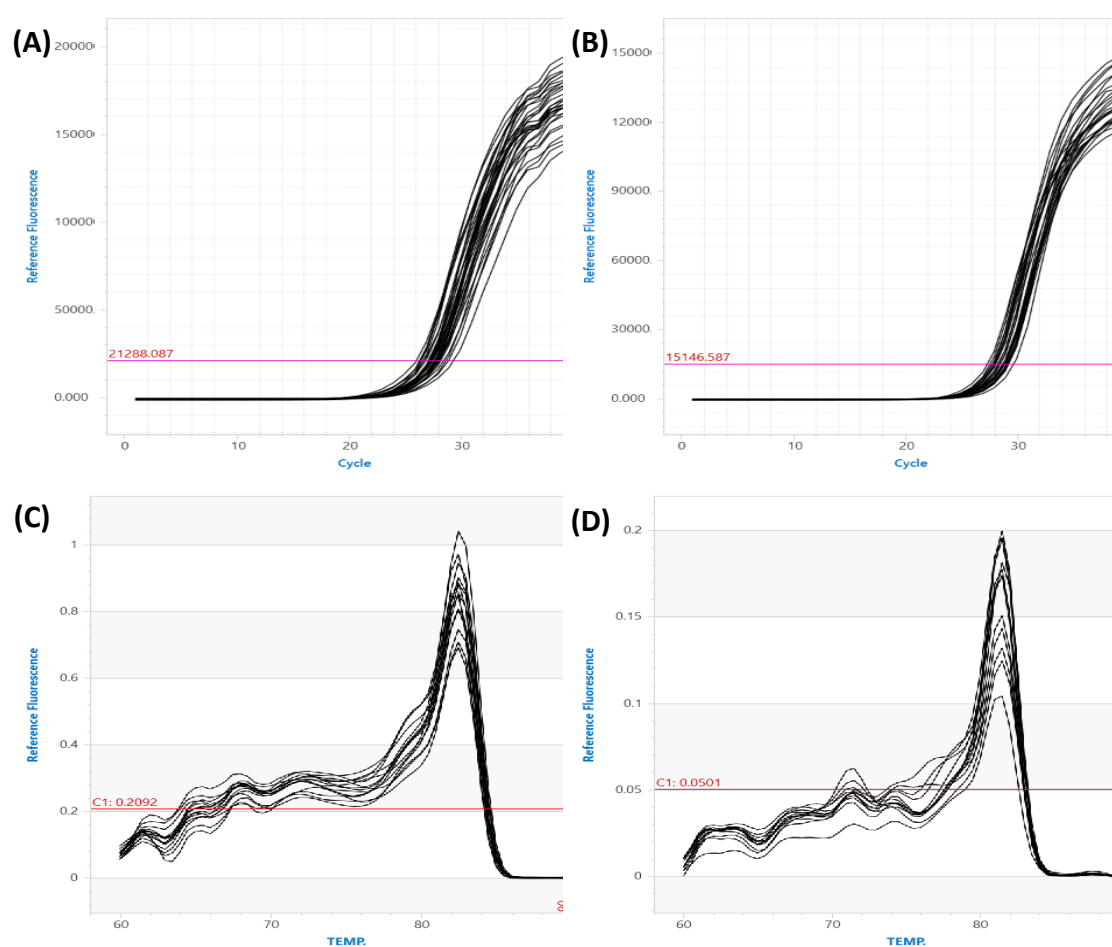 (A)
Reference Fluorescence
20000
15000
10000
50000.
0.000
21288.087
0 10 20 30
Cycle
(B)
Reference Fluorescence
15000
12000
90000.
60000.
30000.
0.000
15146.587
0 10 20 30
Cycle
(C)
Reference Fluorescence
1
0.8
0.6
0.4
0.2
0
C1: 0.2092
60 70 80
TEMP.
(D)
Reference Fluorescence
0.2
0.15
0.1
0.05
0
C1: 0.0501
60 70 80
TEMP.